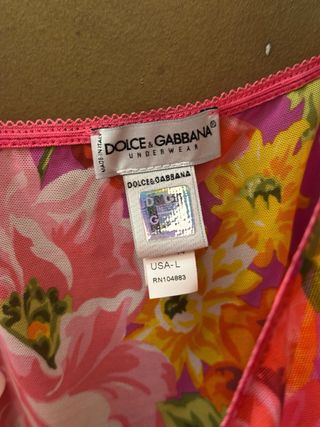 MADE IN ITALY
DOLCE & GABBANA®
UNDERWEAR
DOLCE&GABBANA
USA-L
RN104883